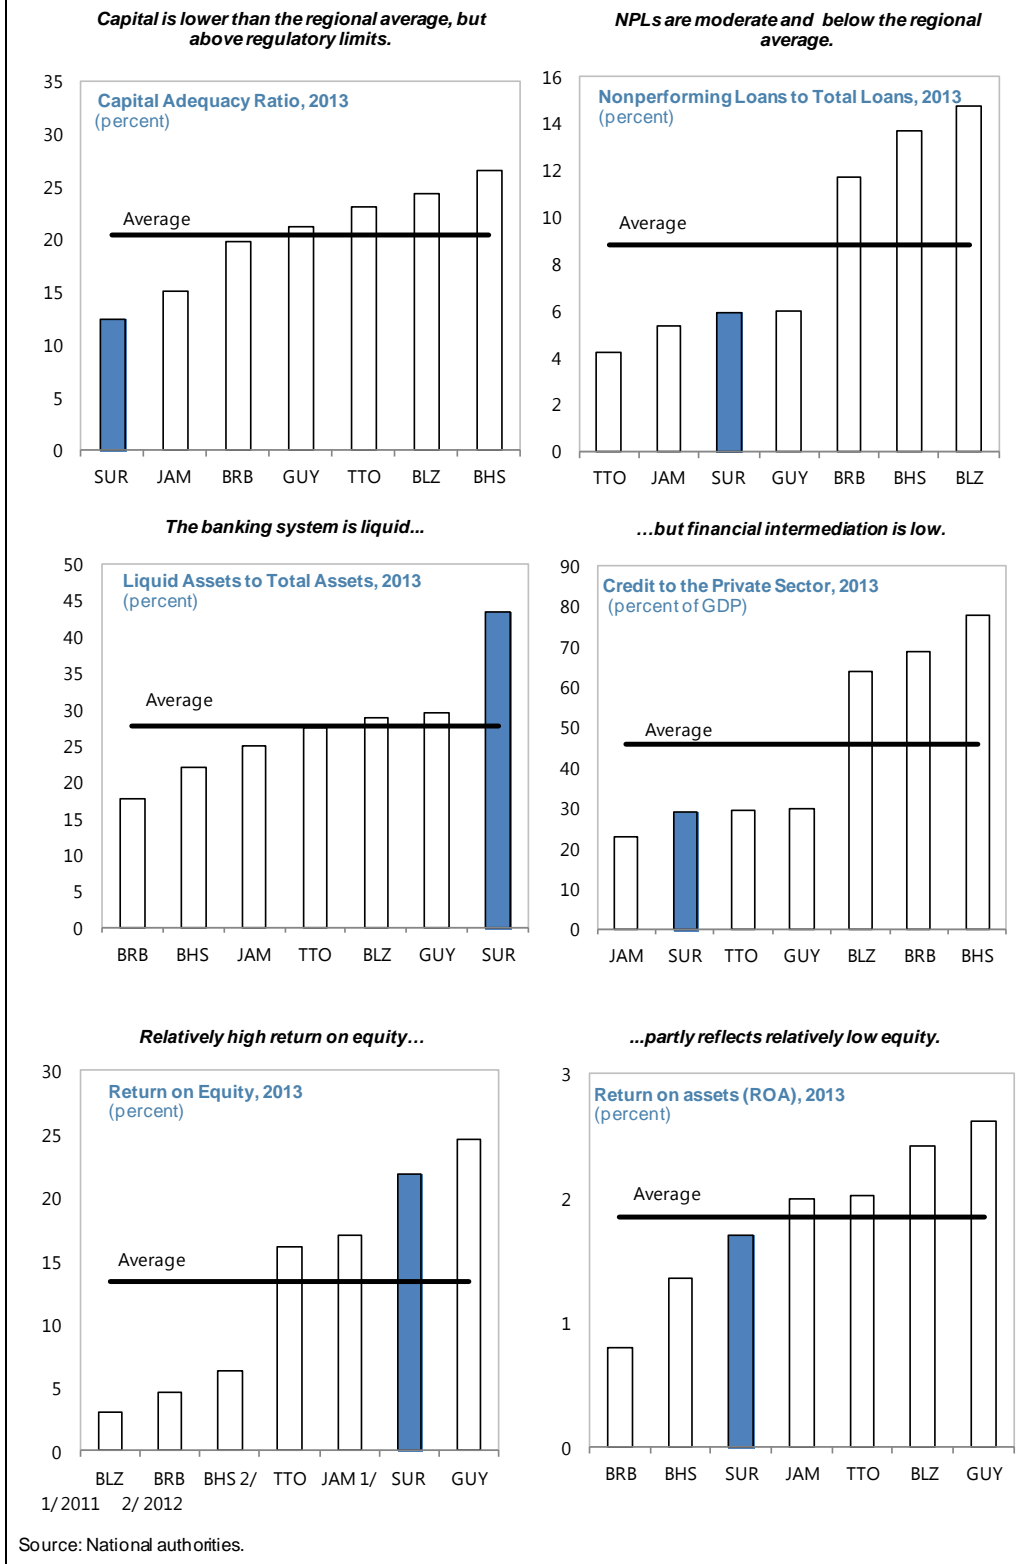 Capital is lower than the regional average, but
above regulatory limits.
35
30
25
20
15
10
5
0
Capital Adequacy Ratio, 2013
(percent)
Average
SUR JAM BRB GUY TTO BLZ BHS
NPLs are moderate and below the regional
average.
16
14
12
10
8
6
4
2
0
Nonperforming Loans to Total Loans, 2013
(percent)
Average
TTO JAM SUR GUY BRB BHS BLZ
The banking system is liquid...
50
45
40
35
30
25
20
15
10
5
0
Liquid Assets to Total Assets, 2013
(percent)
Average
BRB BHS JAM TTO BLZ GUY SUR
…but financial intermediation is low.
90
80
70
60
50
40
30
20
10
0
Credit to the Private Sector, 2013
(percent of GDP)
Average
JAM SUR TTO GUY BLZ BRB BHS
Relatively high return on equity…
30
25
20
15
10
5
0
Return on Equity, 2013
(percent)
Average
BLZ BRB BHS 2/ TTO JAM 1/ SUR GUY
1/ 2011 2/ 2012
...partly reflects relatively low equity.
3
2
1
0
Return on assets (ROA), 2013
(percent)
Average
BRB BHS SUR JAM TTO BLZ GUY
Source: National authorities.